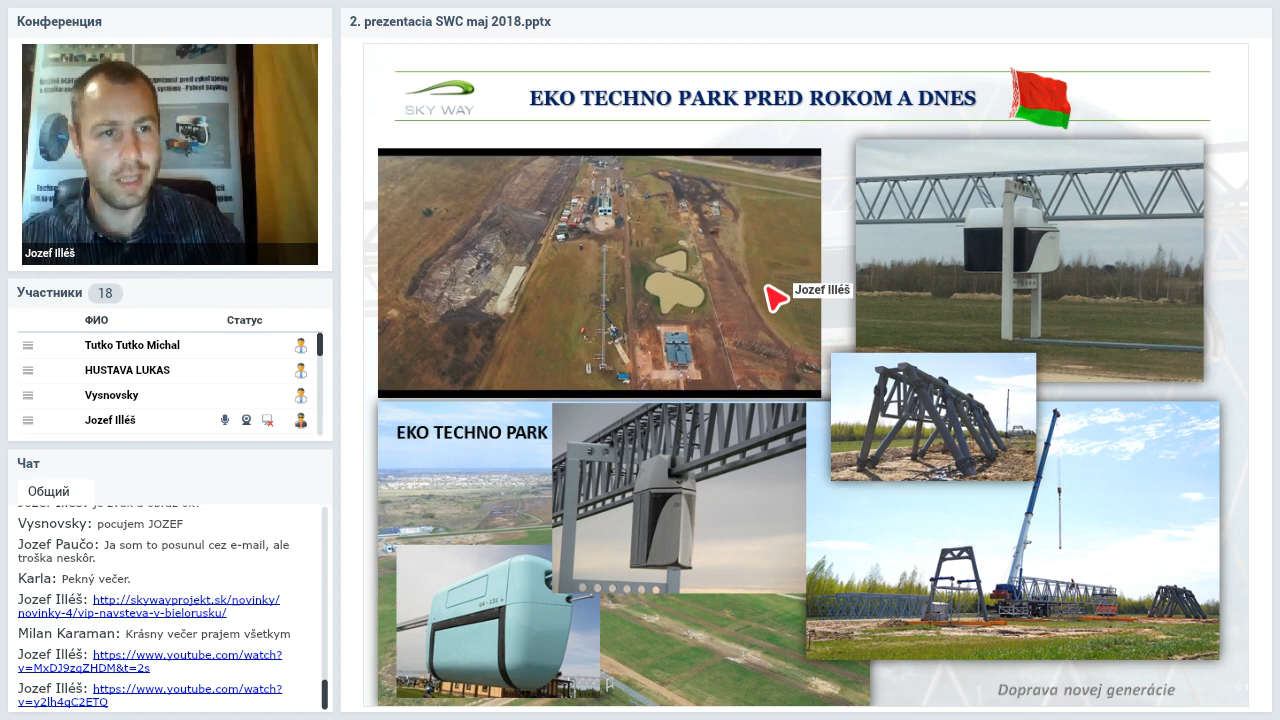 Конференция
Jozef Illéš
Участники 18
ФИО Статус
Tutko Tutko Michal
HUSTAVA LUKAS
Vysnovsky
Jozef Illéš
Чат
Общий
Vysnovsky: pocujem JOZEF
Jozef Paučo: Ja som to posunul cez e-mail, ale
troška neskôr.
Karla: Pekný večer.
Jozef Illéš: http://skywayprojekt.sk/novinky/
novinky-4/vip-navsteva-v-bielorusku/
Milan Karaman: Krásny večer prajem všetkym
Jozef Illéš: https://www.youtube.com/watch?
v=MxDJ9zqZHDM&t=2s
Jozef Illéš: https://www.youtube.com/watch?
v=y2lh4qC2ETQ
2. prezentacia SWC maj 2018.pptx
SKY WAY
EKO TECHNO PARK PRED ROKOM A DNES
Jozef Illéš
EKO TECHNO PARK
Doprava novej generácie